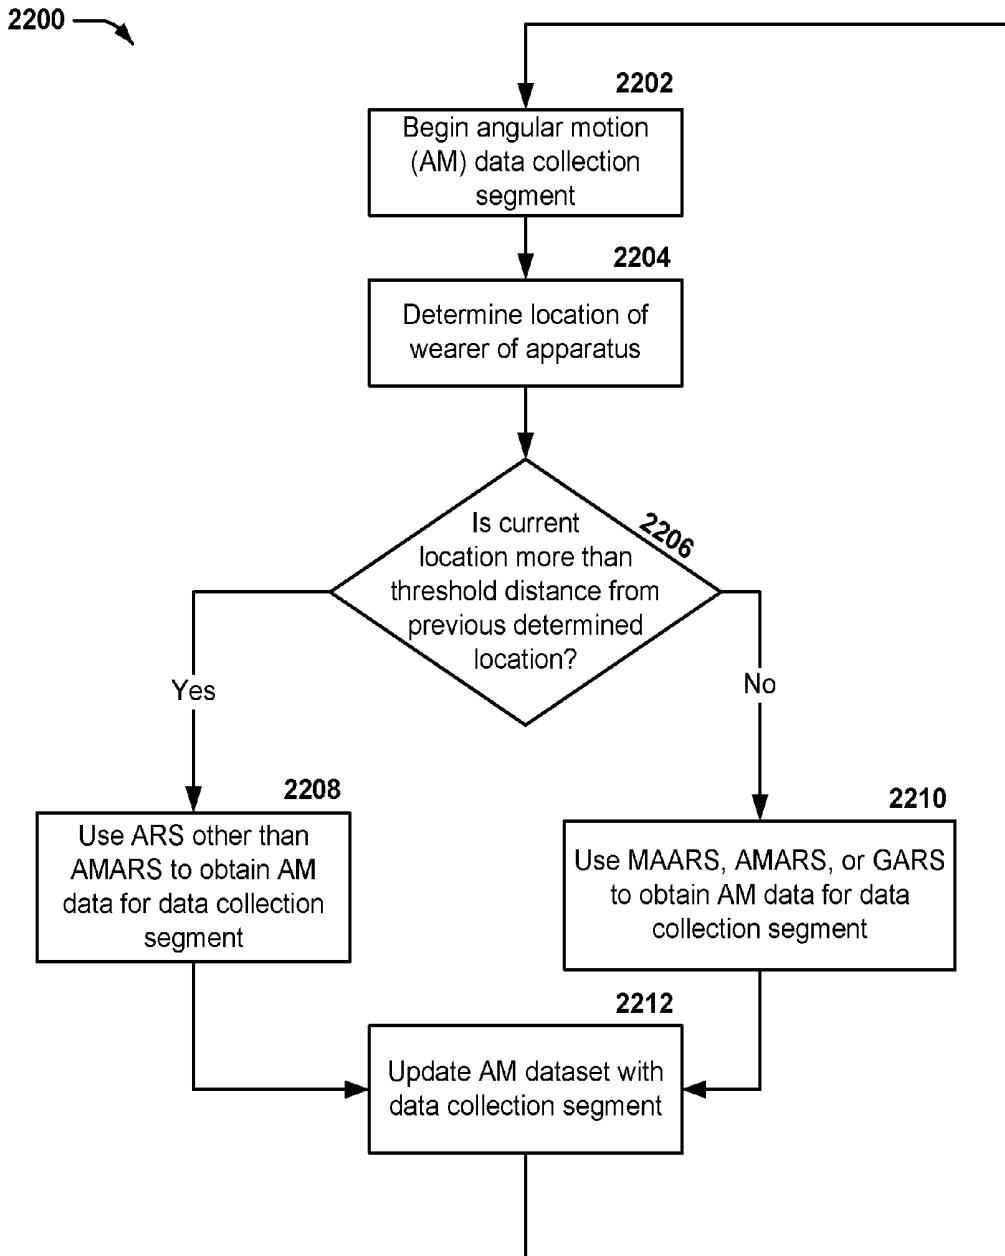 2200
2202
Begin angular motion
(AM) data collection
segment
2204
Determine location of
wearer of apparatus
2206
Is current
location more than
threshold distance from
previous determined
location?
Yes
No
2208
Use ARS other than
AMARS to obtain AM
data for data collection
segment
2210
Use MAARS, AMARS, or GARS
to obtain AM data for data
collection segment
2212
Update AM dataset with
data collection segment